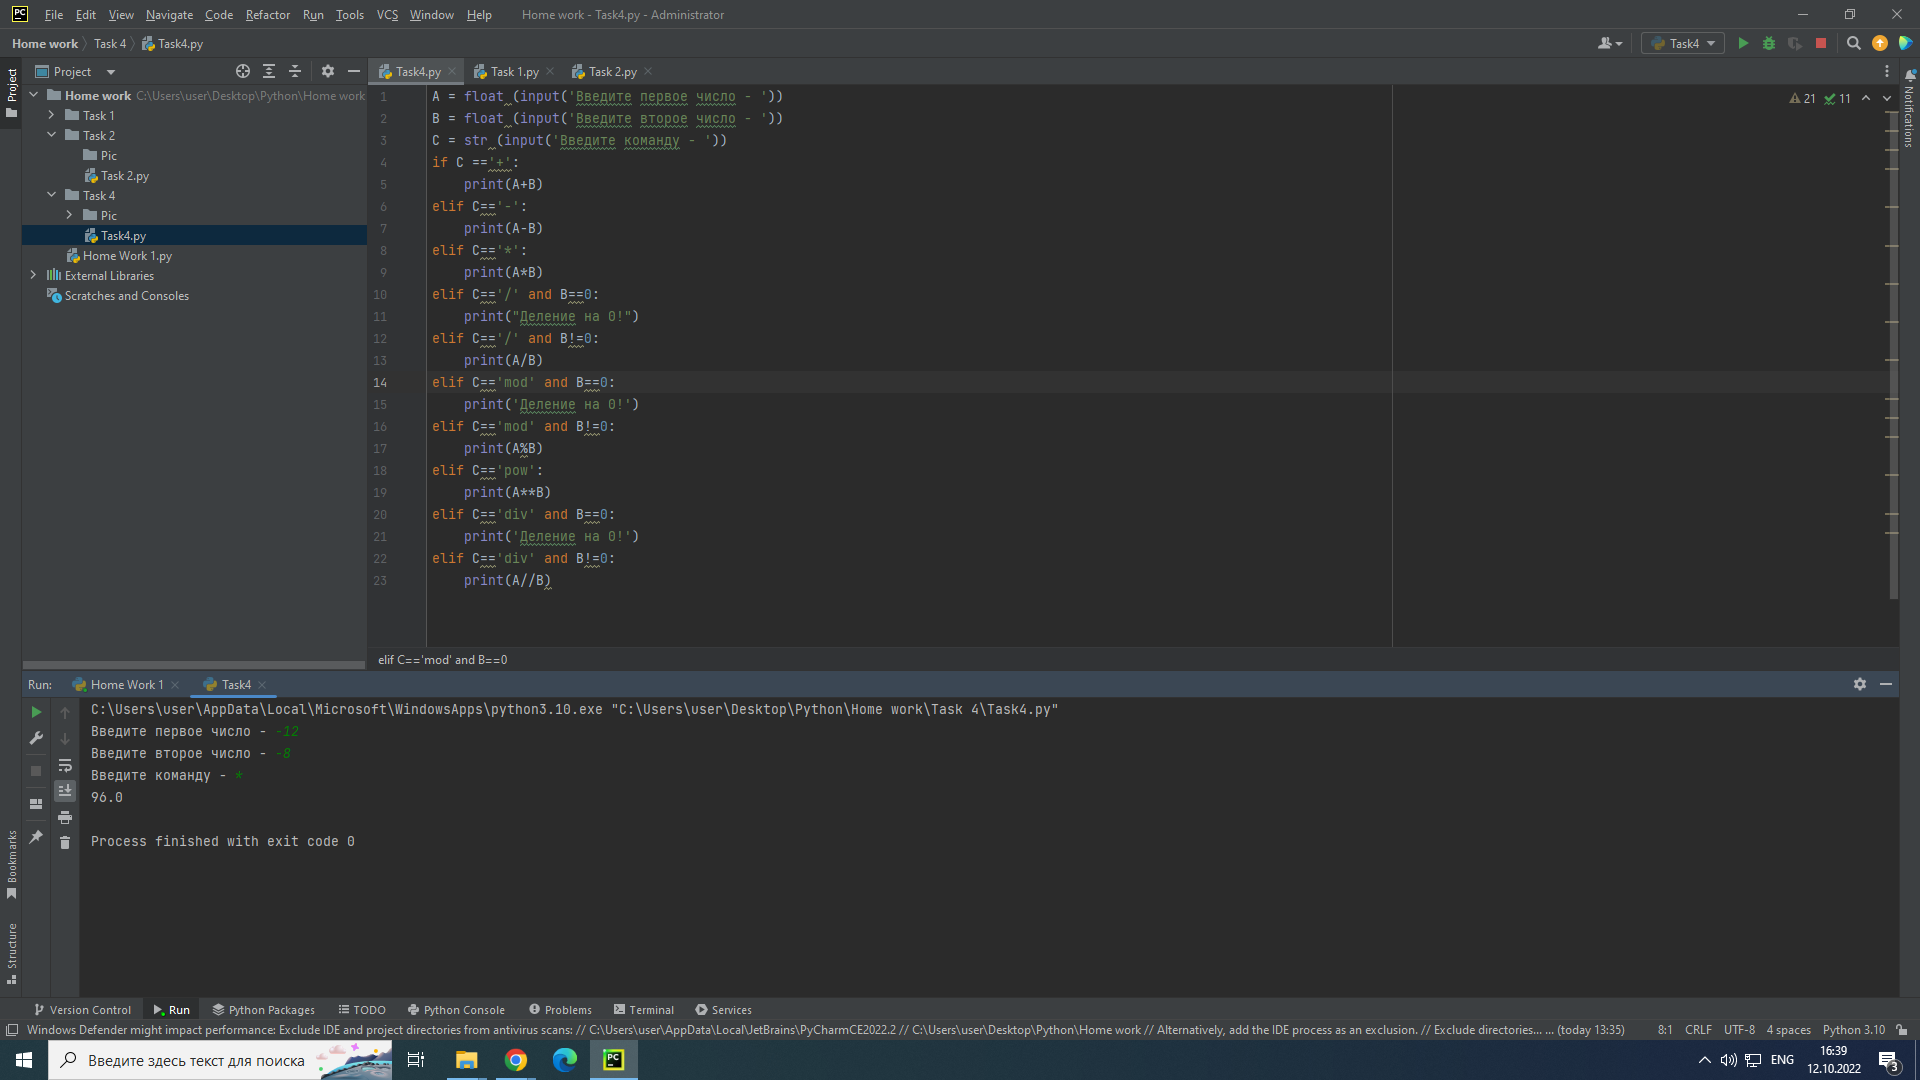 PC File Edit View Navigate Code Refactor Run Tools VCS Window Help Home work - Task4.py - Administrator
Home work Task 4 Task4.py Task4
Project Task4.py Task 1.py Task 2.py
Project
Home work C:\Users\user\Desktop\Python\Home work
Task 1
Task 2
Pic
Task 2.py
Task 4
Pic
Task4.py
Home Work 1.py
External Libraries
Scratches and Consoles
21 11
Notifications
1 A = float (input('Введите первое число - '))
2 B = float (input('Введите второе число - '))
3 C = str (input('Введите команду - '))
4 if C =='+':
5 print(A+B)
6 elif C=='-':
7 print(A-B)
8 elif C=='*':
9 print(A*B)
10 elif C=='/' and B==0:
11 print("Деление на 0!")
12 elif C=='/' and B!=0:
13 print(A/B)
14 elif C=='mod' and B==0:
15 print('Деление на 0!')
16 elif C=='mod' and B!=0:
17 print(A%B)
18 elif C=='pow':
19 print(A**B)
20 elif C=='div' and B==0:
21 print('Деление на 0!')
22 elif C=='div' and B!=0:
23 print(A//B)
elif C=='mod' and B==0
Run: Home Work 1 Task4
C:\Users\user\AppData\Local\Microsoft\WindowsApps\python3.10.exe "C:\Users\user\Desktop\Python\Home work\Task 4\Task4.py"
Введите первое число - -12
Введите второе число - -8
Введите команду - *
96.0
Process finished with exit code 0
Bookmarks
Structure
Version Control Run Python Packages TODO Python Console Problems Terminal Services
Windows Defender might impact performance: Exclude IDE and project directories from antivirus scans: // C:\Users\user\AppData\Local\JetBrains\PyCharmCE2022.2 // C:\Users\user\Desktop\Python\Home work // Alternatively, add the IDE process as an exclusion. // Exclude directories... ... (today 13:35) 8:1 CRLF UTF-8 4 spaces Python 3.10
Введите здесь текст для поиска PC ENG 16:39
12.10.2022 3